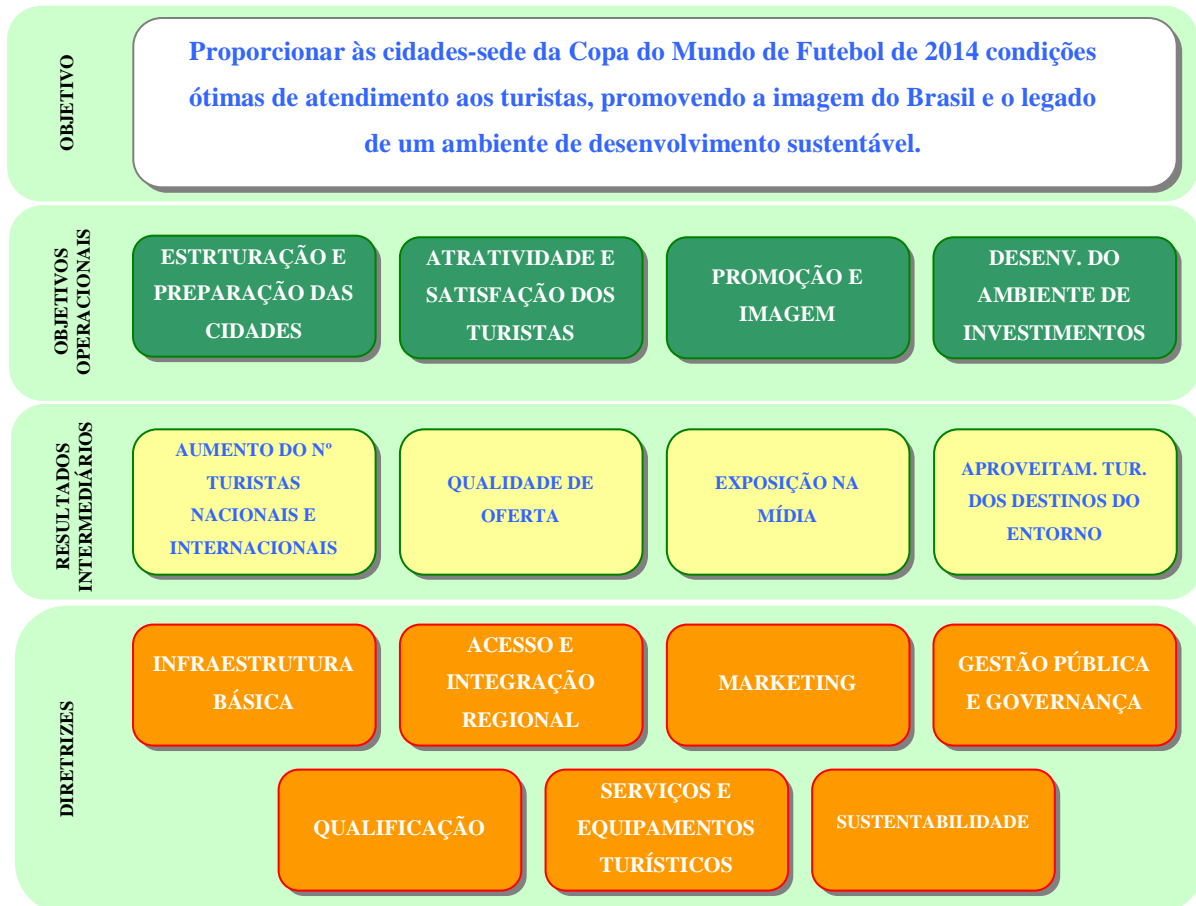 OBJETIVO
Proporcionar às cidades-sede da Copa do Mundo de Futebol de 2014 condições
ótimas de atendimento aos turistas, promovendo a imagem do Brasil e o legado
de um ambiente de desenvolvimento sustentável.
OBJETIVOS
OPERACIONAIS
ESTRTURAÇÃO E
PREPARAÇÃO DAS
CIDADES
ATRATIVIDADE E
SATISFAÇÃO DOS
TURISTAS
PROMOÇÃO E
IMAGEM
DESENV. DO
AMBIENTE DE
INVESTIMENTOS
RESULTADOS
INTERMEDIÁRIOS
AUMENTO DO Nº
TURISTAS
NACIONAIS E
INTERNACIONAIS
QUALIDADE DE
OFERTA
EXPOSIÇÃO NA
MÍDIA
APROVEITAM. TUR.
DOS DESTINOS DO
ENTORNO
DIRETRIZES
INFRAESTRUTURA
BÁSICA
ACESSO E
INTEGRAÇÃO
REGIONAL
MARKETING
GESTÃO PÚBLICA
E GOVERNANÇA
QUALIFICAÇÃO
SERVIÇOS E
EQUIPAMENTOS
TURÍSTICOS
SUSTENTABILIDADE